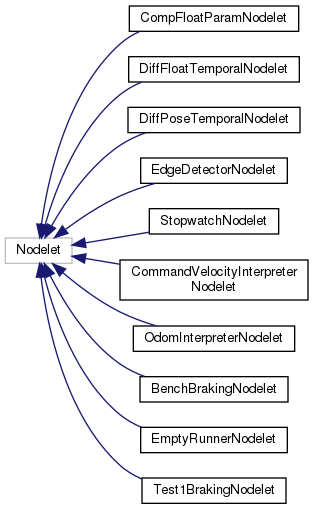 CompFloatParamNodelet
DiffFloatTemporalNodelet
DiffPoseTemporalNodelet
EdgeDetectorNodelet
StopwatchNodelet
Nodelet
CommandVelocityInterpreter
Nodelet
OdomInterpreterNodelet
BenchBrakingNodelet
EmptyRunnerNodelet
Test1BrakingNodelet